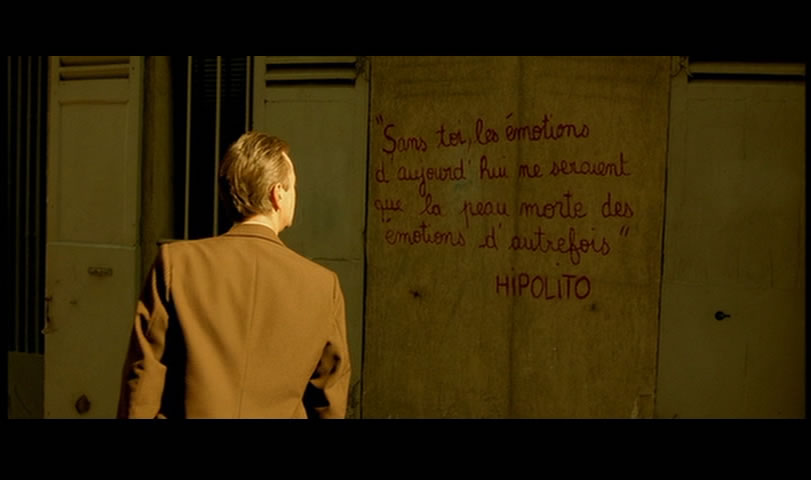 "Sans toi, les émotions
d'aujourd'hui ne seraient
que la peau morte des
émotions d'autrefois"
HiPOLiTO